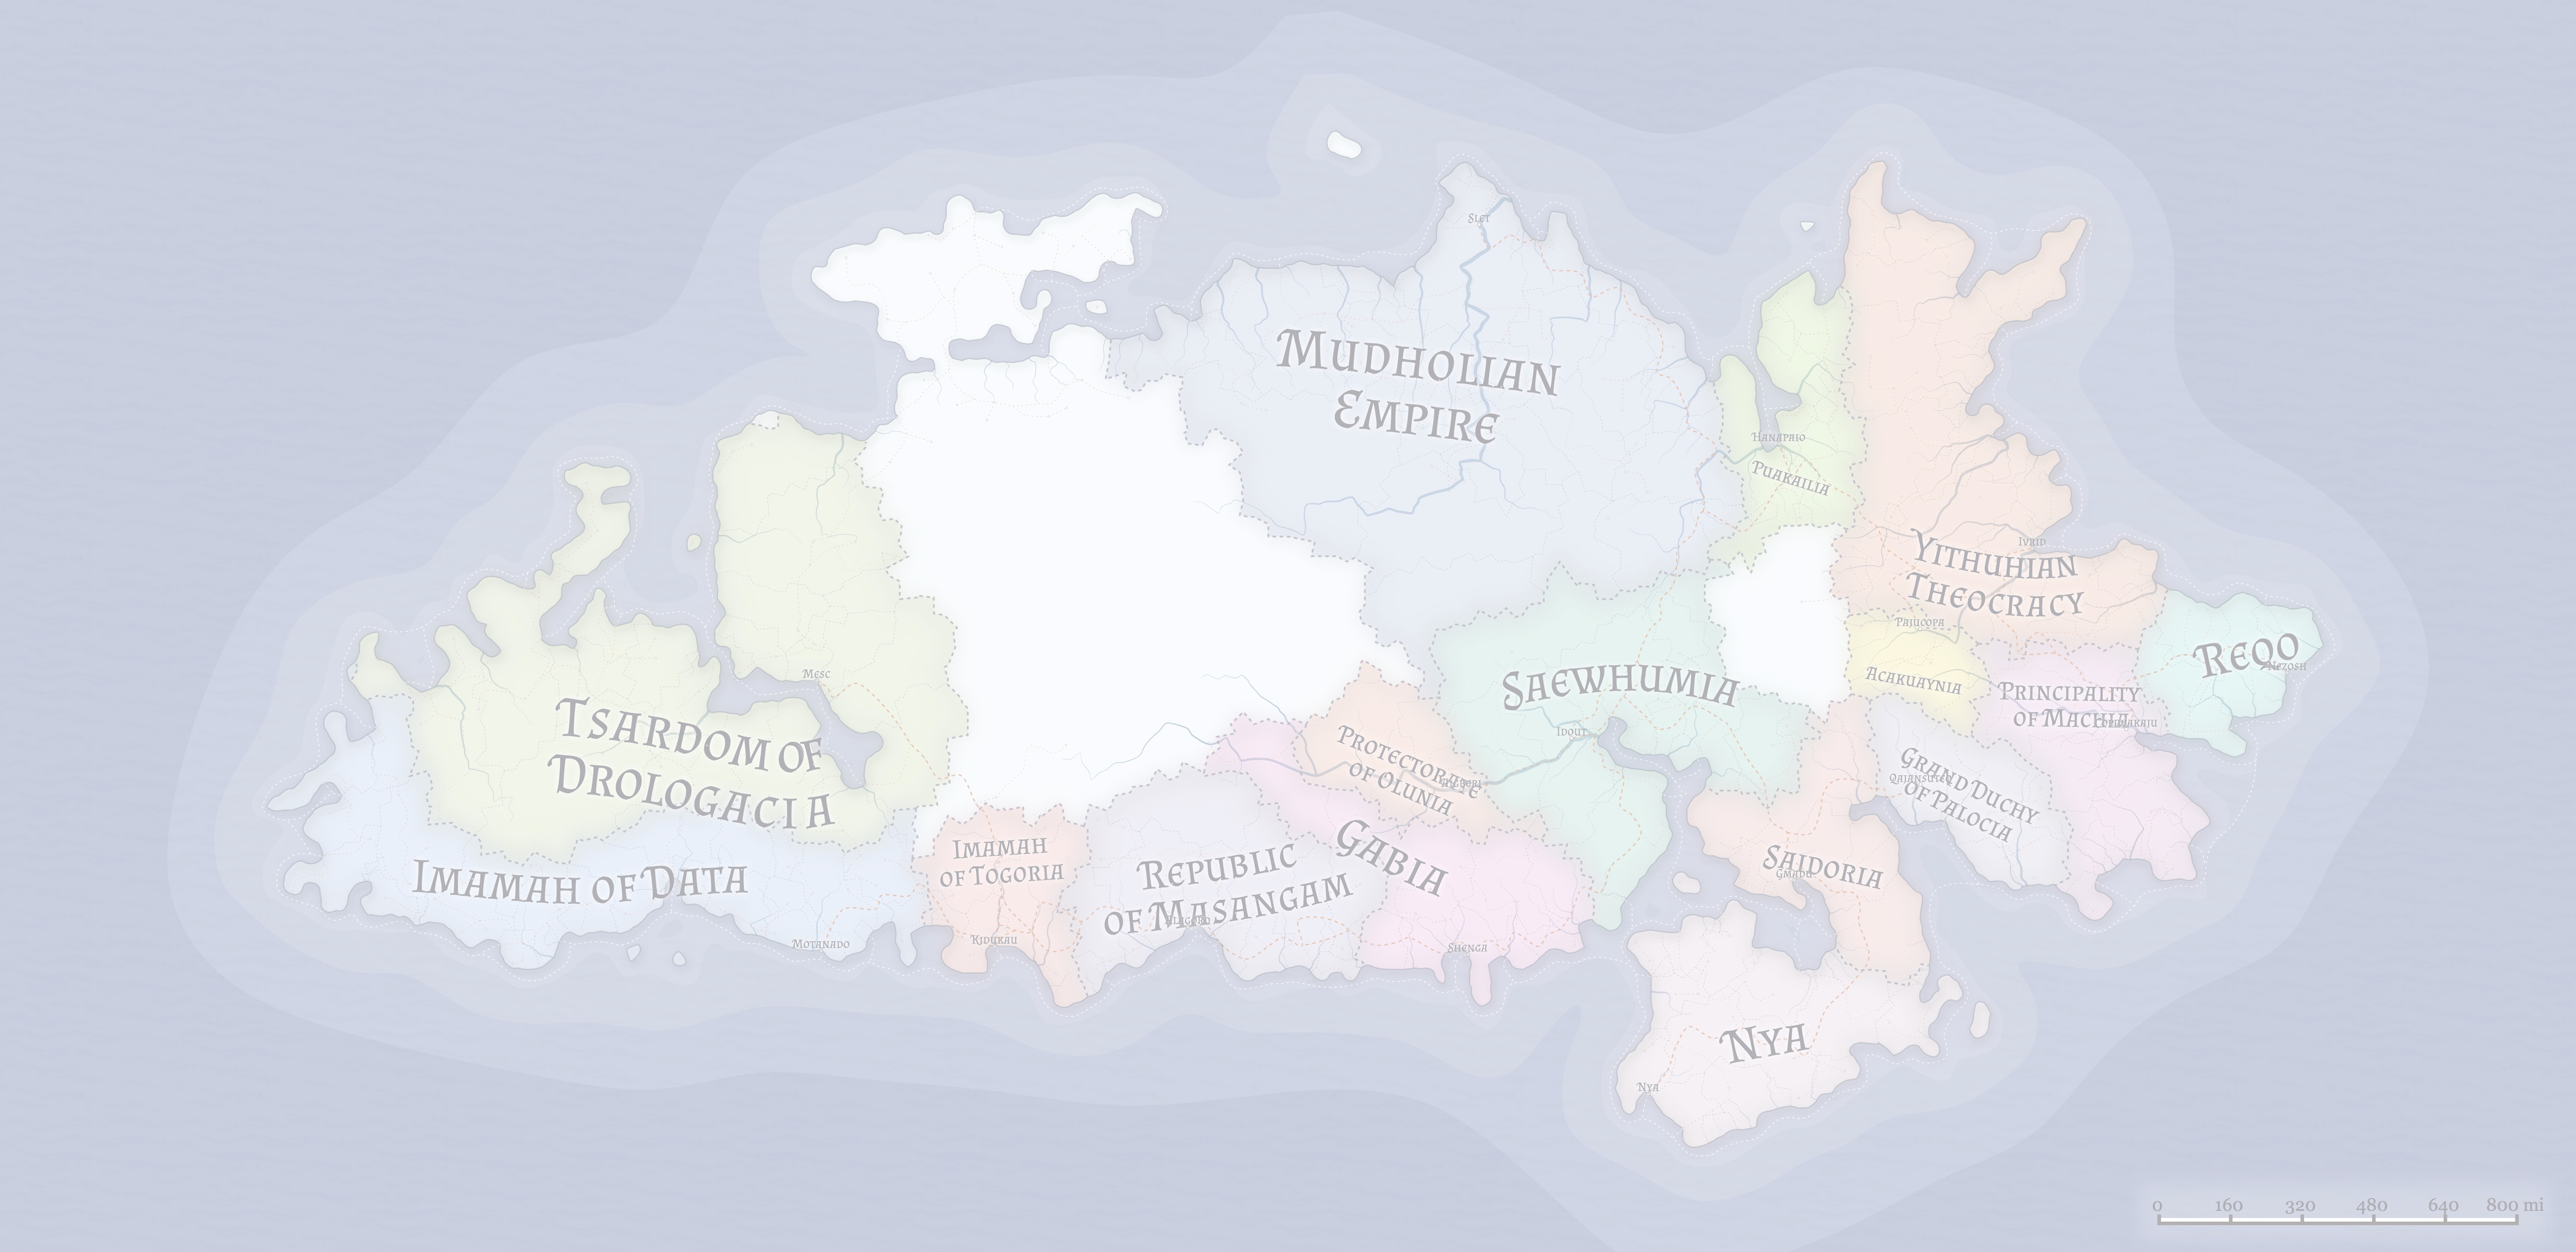 Slet
Mudholian
Empire
Hanapaio
Puakailia
Ivrid
Yithuhian
Theocracy
Paiucopa
Reqo
Nezosh
Mesc
Acakuaynia
Principality
of Machia
Saewhumia
Idout
Tsardom of
Drologacia
Protectorate
of Olunia
Grand Duchy
of Palocia
Imamah
of Togoria
Gabia
Republic
of Masangam
Saidoria
Gmadu
Imamah of Data
Motanado
Kidukau
Shenga
Nya
Nya
0 160 320 480 640 800 mi